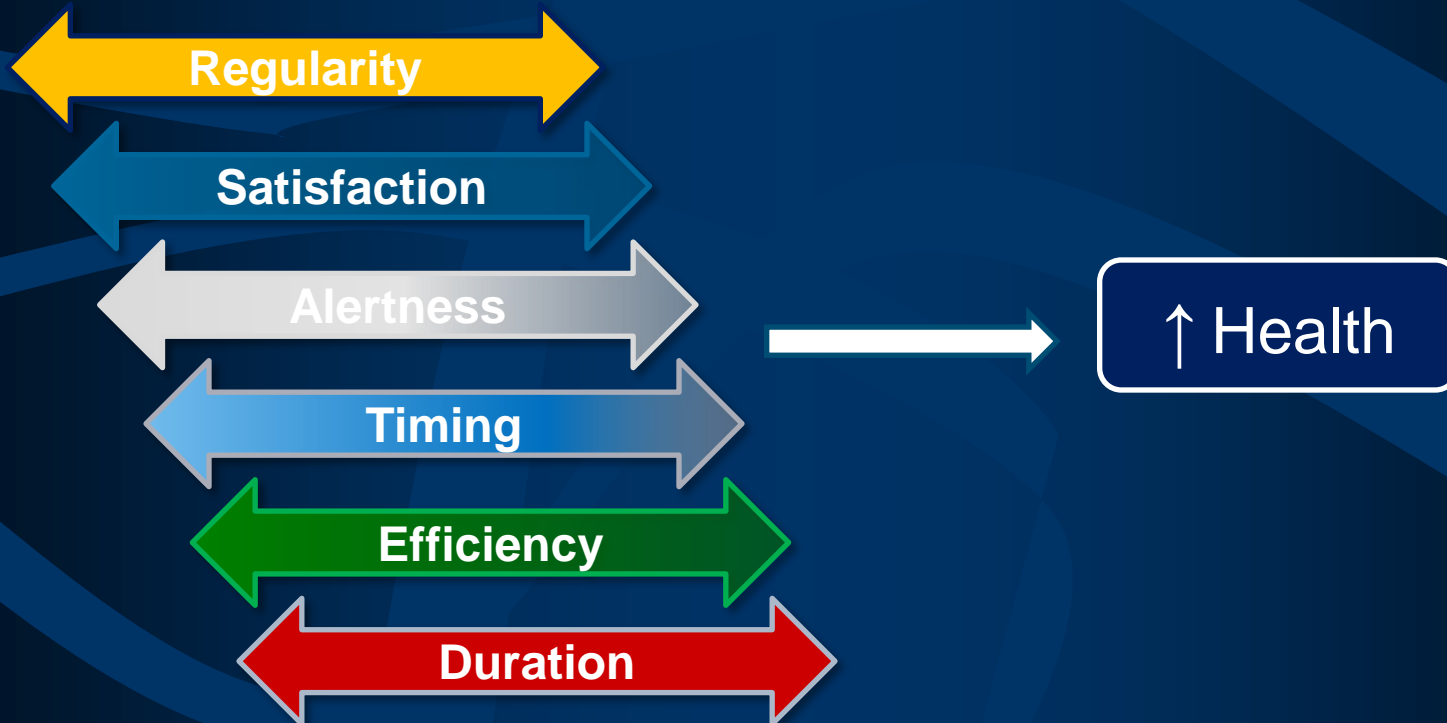 Regularity
Satisfaction
Alertness
Timing
Efficiency
Duration
↑ Health